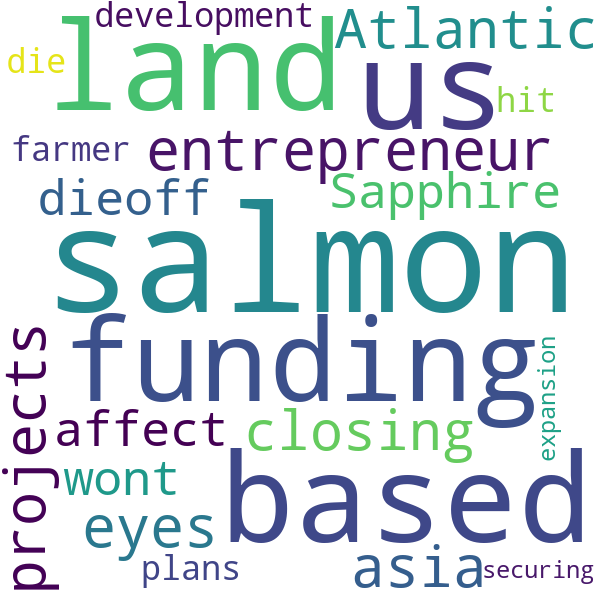 development
Atlantic
land
us
die
hit
farmer
entrepreneur
dieoff
Sapphire
salmon
funding
projects
affect
closing
expansion
wont
based
eyes
plans
asia
securing